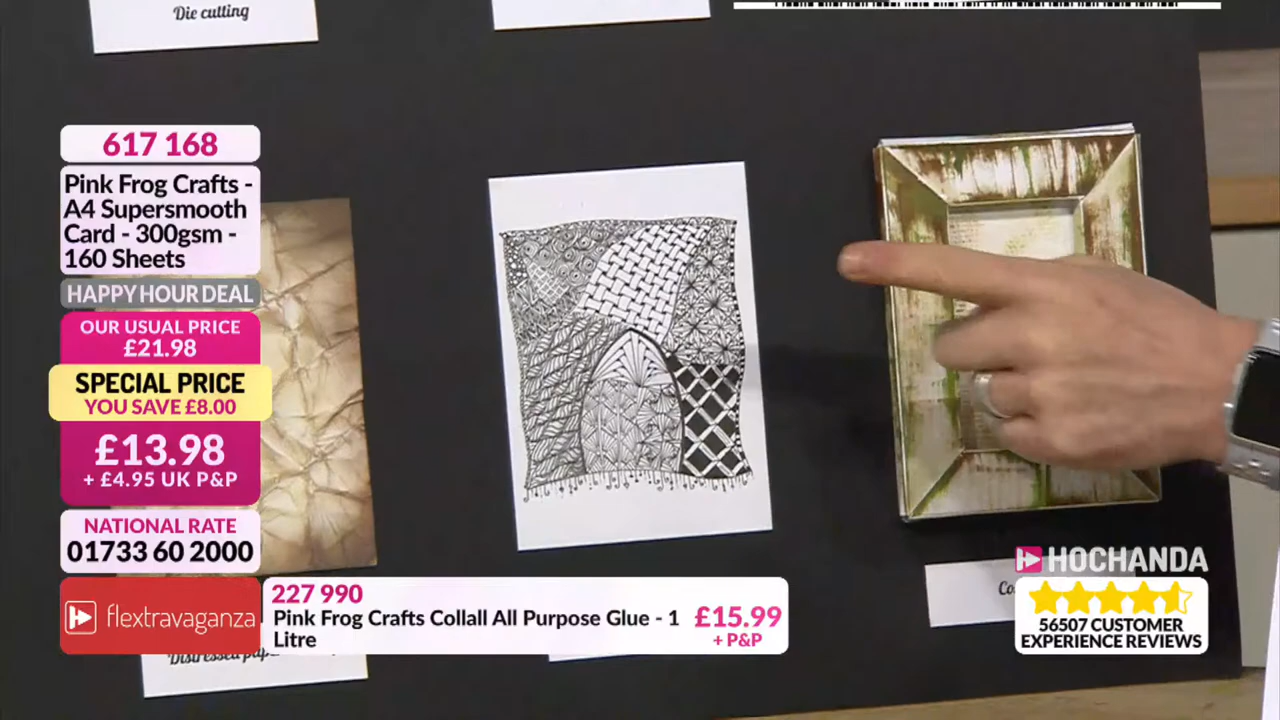 Die cutting
617 168
Pink Frog Crafts -
A4 Supersmooth
Card - 300gsm -
160 Sheets
HAPPY HOUR DEAL
OUR USUAL PRICE
£21.98
SPECIAL PRICE
YOU SAVE £8.00
£13.98
+ £4.95 UK P&P
NATIONAL RATE
01733 60 2000
flextravaganza
227 990
Pink Frog Crafts Collall All Purpose Glue - 1
Litre
£15.99
+ P&P
Distressed
HOCHANDA
56507 CUSTOMER
EXPERIENCE REVIEWS